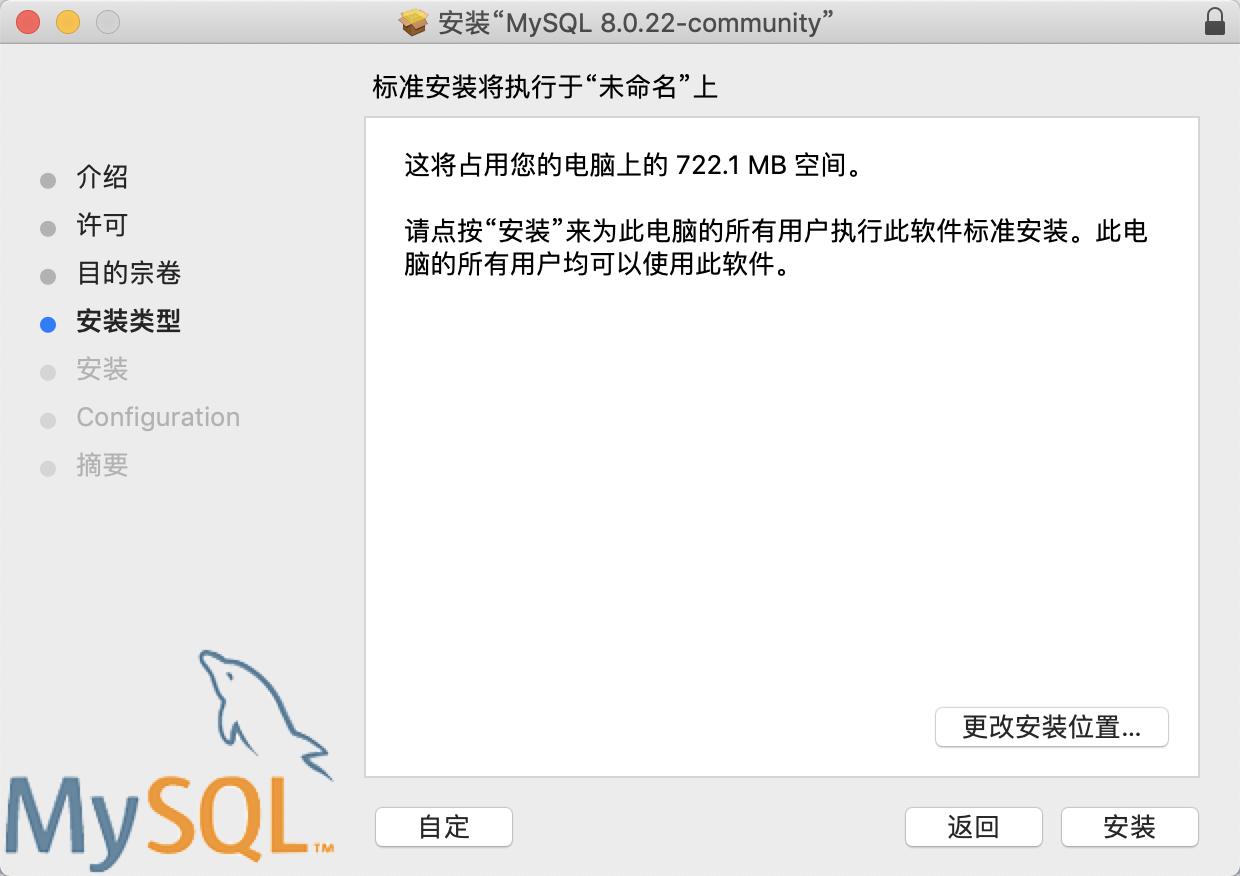 安装“MySQL 8.0.22-community”
标准安装将执行于“未命名”上
介绍
许可
目的宗卷
安装类型
安装
Configuration
摘要
这将占用您的电脑上的 722.1 MB 空间。
请点按“安装”来为此电脑的所有用户执行此软件标准安装。此电
脑的所有用户均可以使用此软件。
更改安装位置...
MySQL™
自定
返回
安装